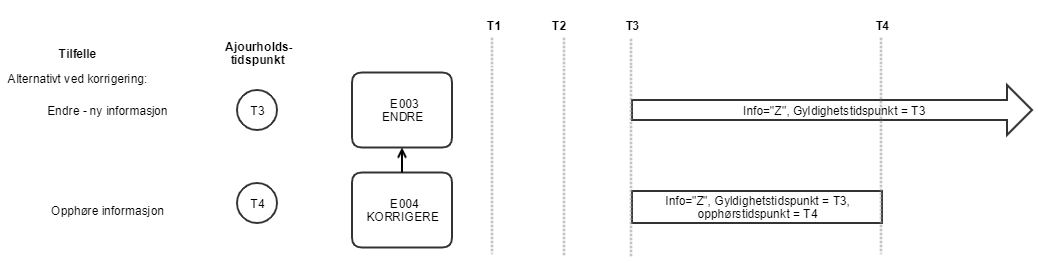 T1 T2 T3 T4
Tilfelle
Ajourholds-
tidspunkt
Alternativt ved korrigering:
Endre - ny informasjon
T3
E003
ENDRE
Info="Z", Gyldighetstidspunkt = T3
Opphøre informasjon
T4
E004
KORRIGERE
Info="Z", Gyldighetstidspunkt = T3,
opphørstidspunkt = T4